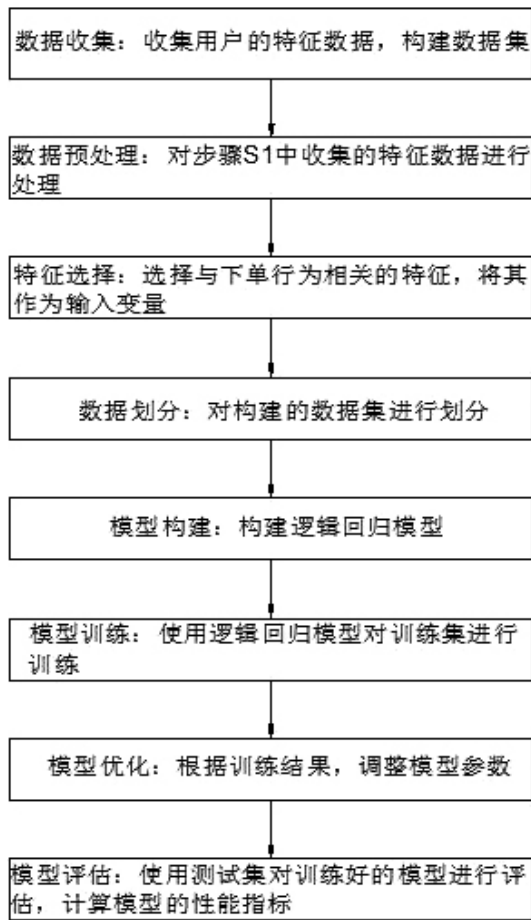 数据收集：收集用户的特征数据，构建数据集
数据预处理：对步骤S1中收集的特征数据进行
处理
特征选择：选择与下单行为相关的特征，将其
作为输入变量
数据划分：对构建的数据集进行划分
模型构建：构建逻辑回归模型
模型训练：使用逻辑回归模型对训练集进行
训练
模型优化：根据训练结果，调整模型参数
模型评估：使用测试集对训练好的模型进行评
估，计算模型的性能指标